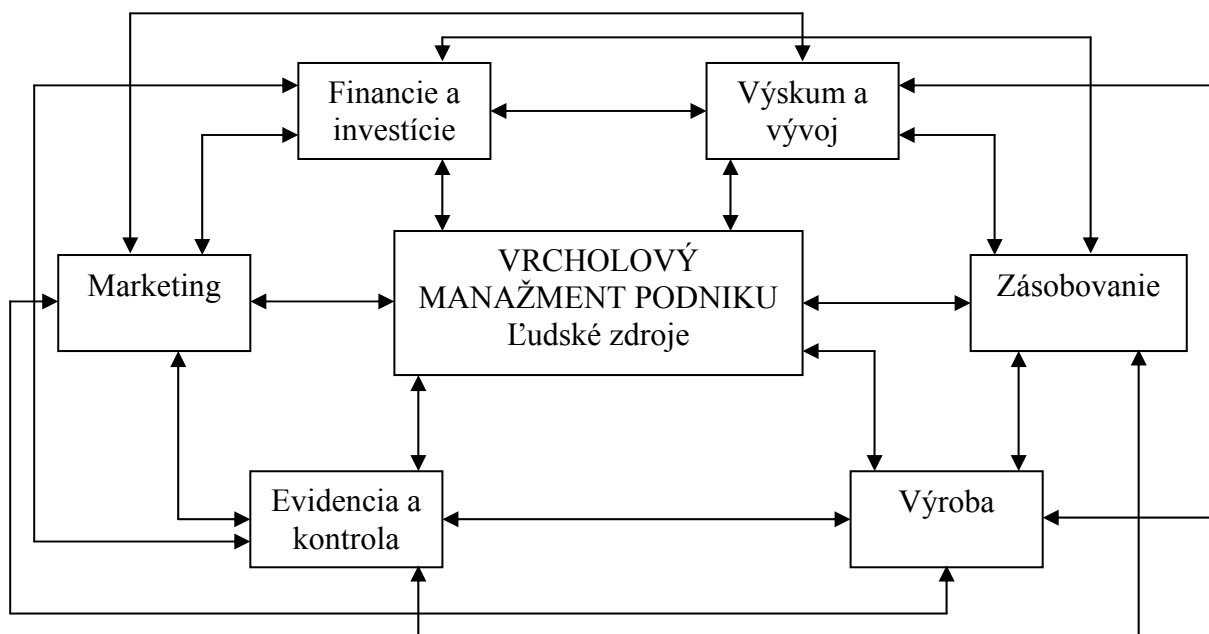 Financie a
investície
Výskum a
vývoj
Marketing
VRCHOLOVÝ
MANAŽMENT PODNIKU
Ľudské zdroje
Zásobovanie
Evidencia a
kontrola
Výroba